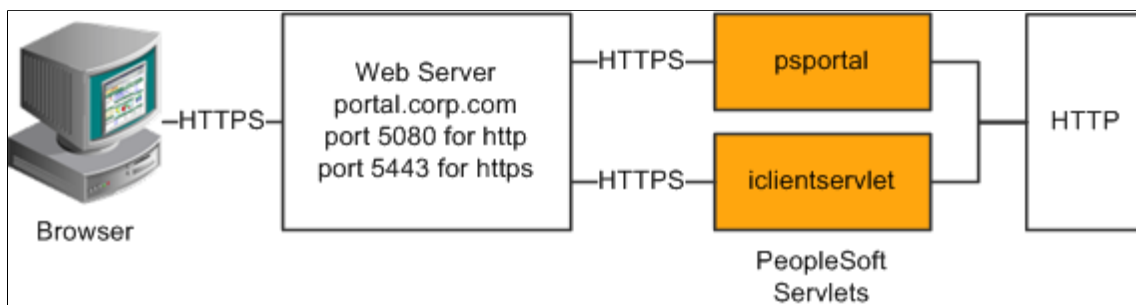 Browser
HTTPS
Web Server
portal.corp.com
port 5080 for http
port 5443 for https
HTTPS
psportal
HTTPS
iclientservlet
PeopleSoft
Servlets
HTTP